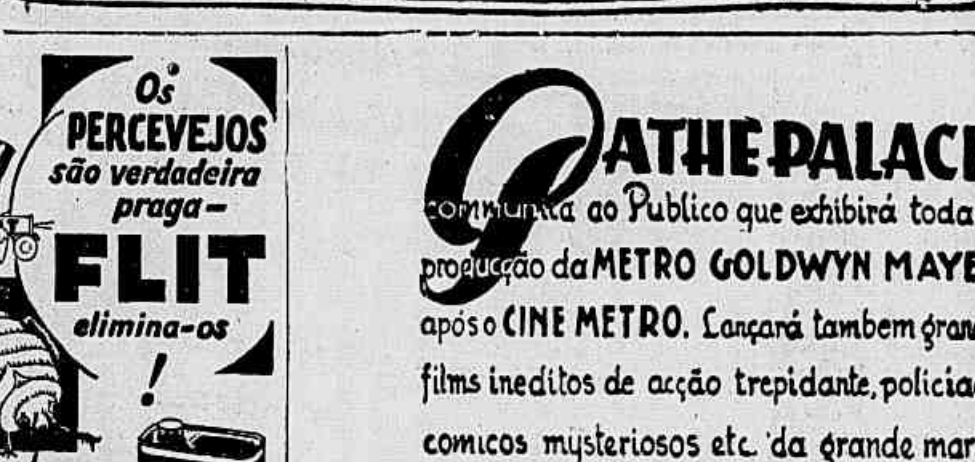 Os
PERCEVEJOS
são verdadeira
praga-
FLIT
elimina-os
!
PATHE PALAC
communica ao Publico que exhibirá toda
producção da METRO GOLDWYN MAYE
após o CINE METRO. Lançará tambem gran
films ineditos de acção trepidante, policia
comicos mysteriosos etc. da grande mar